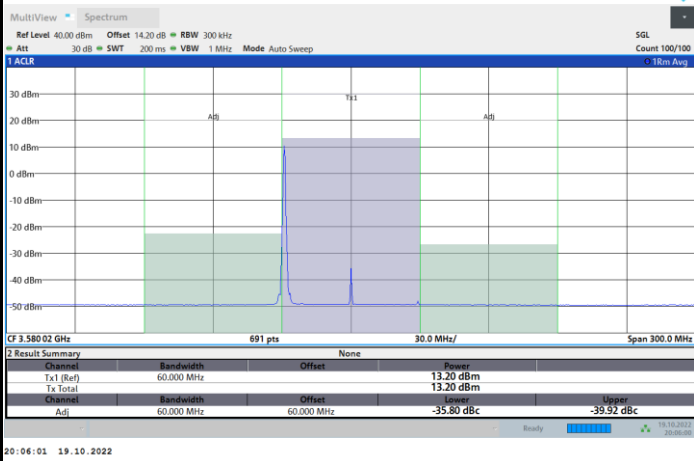 MultiView Spectrum
Ref Level 40.00 dBm Offset 14.20 dB RBW 300 kHz SGL
Att 30 dB SWT 200 ms VBW 1 MHz Mode Auto Sweep Count 100/100
1 ACLR 1Rm Avg
30 dBm
Tx1
20 dBm Adj Adj
10 dBm
0 dBm
-10 dBm
-20 dBm
-30 dBm
-40 dBm
-50 dBm
CF 3.580 02 GHz 691 pts 30.0 MHz/ Span 300.0 MHz
2 Result Summary None
Channel Bandwidth Offset Power
Tx1 (Ref) 60.000 MHz 13.20 dBm
Tx Total 13.20 dBm
Channel Bandwidth Offset Lower Upper
Adj 60.000 MHz 60.000 MHz -35.80 dBc -39.92 dBc
Ready 19.10.2022
20:06:00
20:06:01 19.10.2022